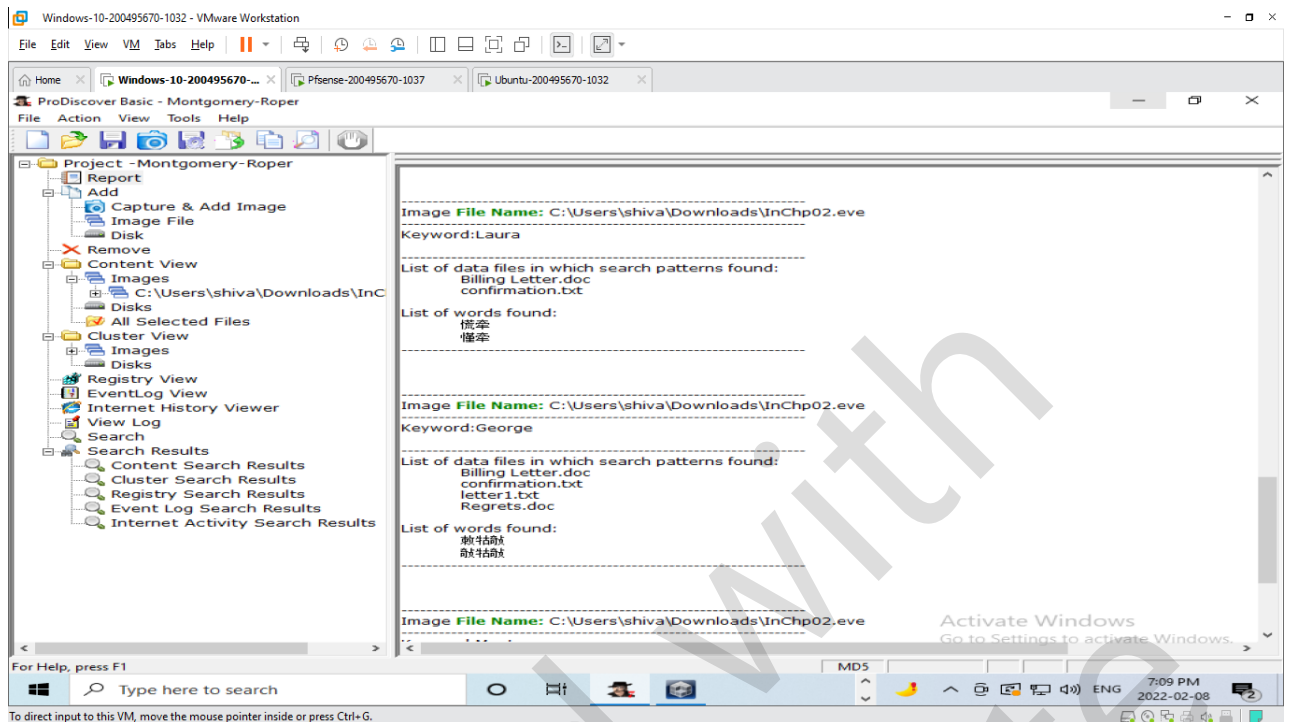 Windows-10-200495670-1032 - VMware Workstation
File Edit View VM Tabs Help
Home Windows-10-200495670-... Pfsense-200495670-1037 Ubuntu-200495670-1032
ProDiscover Basic - Montgomery-Roper
File Action View Tools Help
Project -Montgomery-Roper
Report
Add
Capture & Add Image
Image File
Disk
Remove
Content View
Images
C:\Users\shiva\Downloads\InC
Disks
All Selected Files
Cluster View
Images
Disks
Registry View
EventLog View
Internet History Viewer
View Log
Search
Search Results
Content Search Results
Cluster Search Results
Registry Search Results
Event Log Search Results
Internet Activity Search Results
Image File Name: C:\Users\shiva\Downloads\InChp02.eve
Keyword:Laura
List of data files in which search patterns found:
Billing Letter.doc
confirmation.txt
List of words found:
Image File Name: C:\Users\shiva\Downloads\InChp02.eve
Keyword:George
List of data files in which search patterns found:
Billing Letter.doc
confirmation.txt
letter1.txt
Regrets.doc
List of words found:
Image File Name: C:\Users\shiva\Downloads\InChp02.eve
Activate Windows
Go to Settings to activate Windows.
For Help, press F1
MD5
Type here to search
ENG
7:09 PM
2022-02-08
2
To direct input to this VM, move the mouse pointer inside or press Ctrl+G.
with